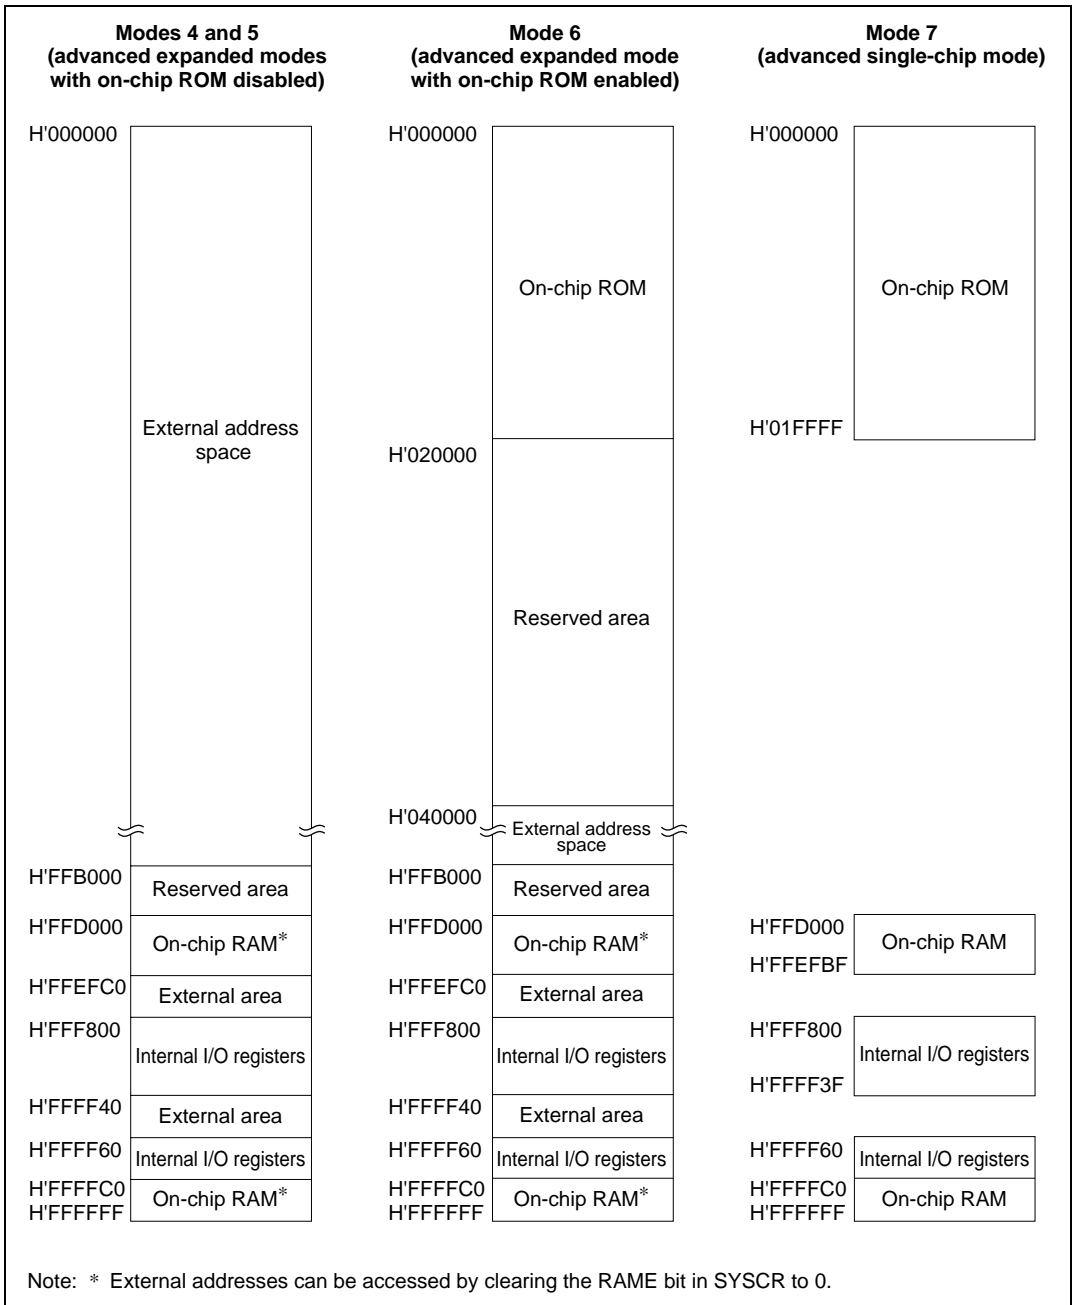 Modes 4 and 5
(advanced expanded modes
with on-chip ROM disabled)
H'000000
External address
space
H'FFB000
Reserved area
H'FFD000
On-chip RAM*
H'FFEFC0
External area
H'FFF800
Internal I/O registers
H'FFFF40
External area
H'FFFF60
Internal I/O registers
H'FFFFC0
On-chip RAM*
H'FFFFFF
Mode 6
(advanced expanded mode
with on-chip ROM enabled)
H'000000
On-chip ROM
H'020000
Reserved area
H'040000
External address
space
H'FFB000
Reserved area
H'FFD000
On-chip RAM*
H'FFEFC0
External area
H'FFF800
Internal I/O registers
H'FFFF40
External area
H'FFFF60
Internal I/O registers
H'FFFFC0
On-chip RAM*
H'FFFFFF
Mode 7
(advanced single-chip mode)
H'000000
On-chip ROM
H'01FFFF
H'FFD000
On-chip RAM
H'FFEFBF
H'FFF800
Internal I/O registers
H'FFFF3F
H'FFFF60
Internal I/O registers
H'FFFFC0
On-chip RAM
H'FFFFFF
Note: * External addresses can be accessed by clearing the RAME bit in SYSCR to 0.